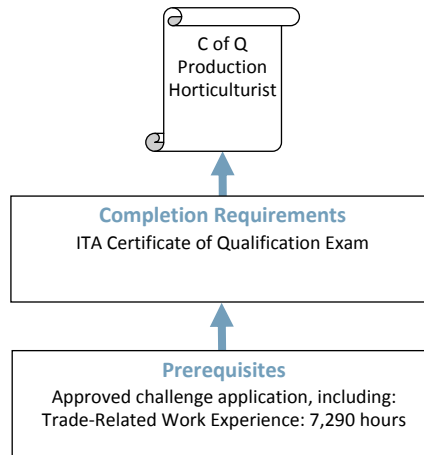 C of Q
Production
Horticulturist
Completion Requirements
ITA Certificate of Qualification Exam
Prerequisites
Approved challenge application, including:
Trade-Related Work Experience: 7,290 hours